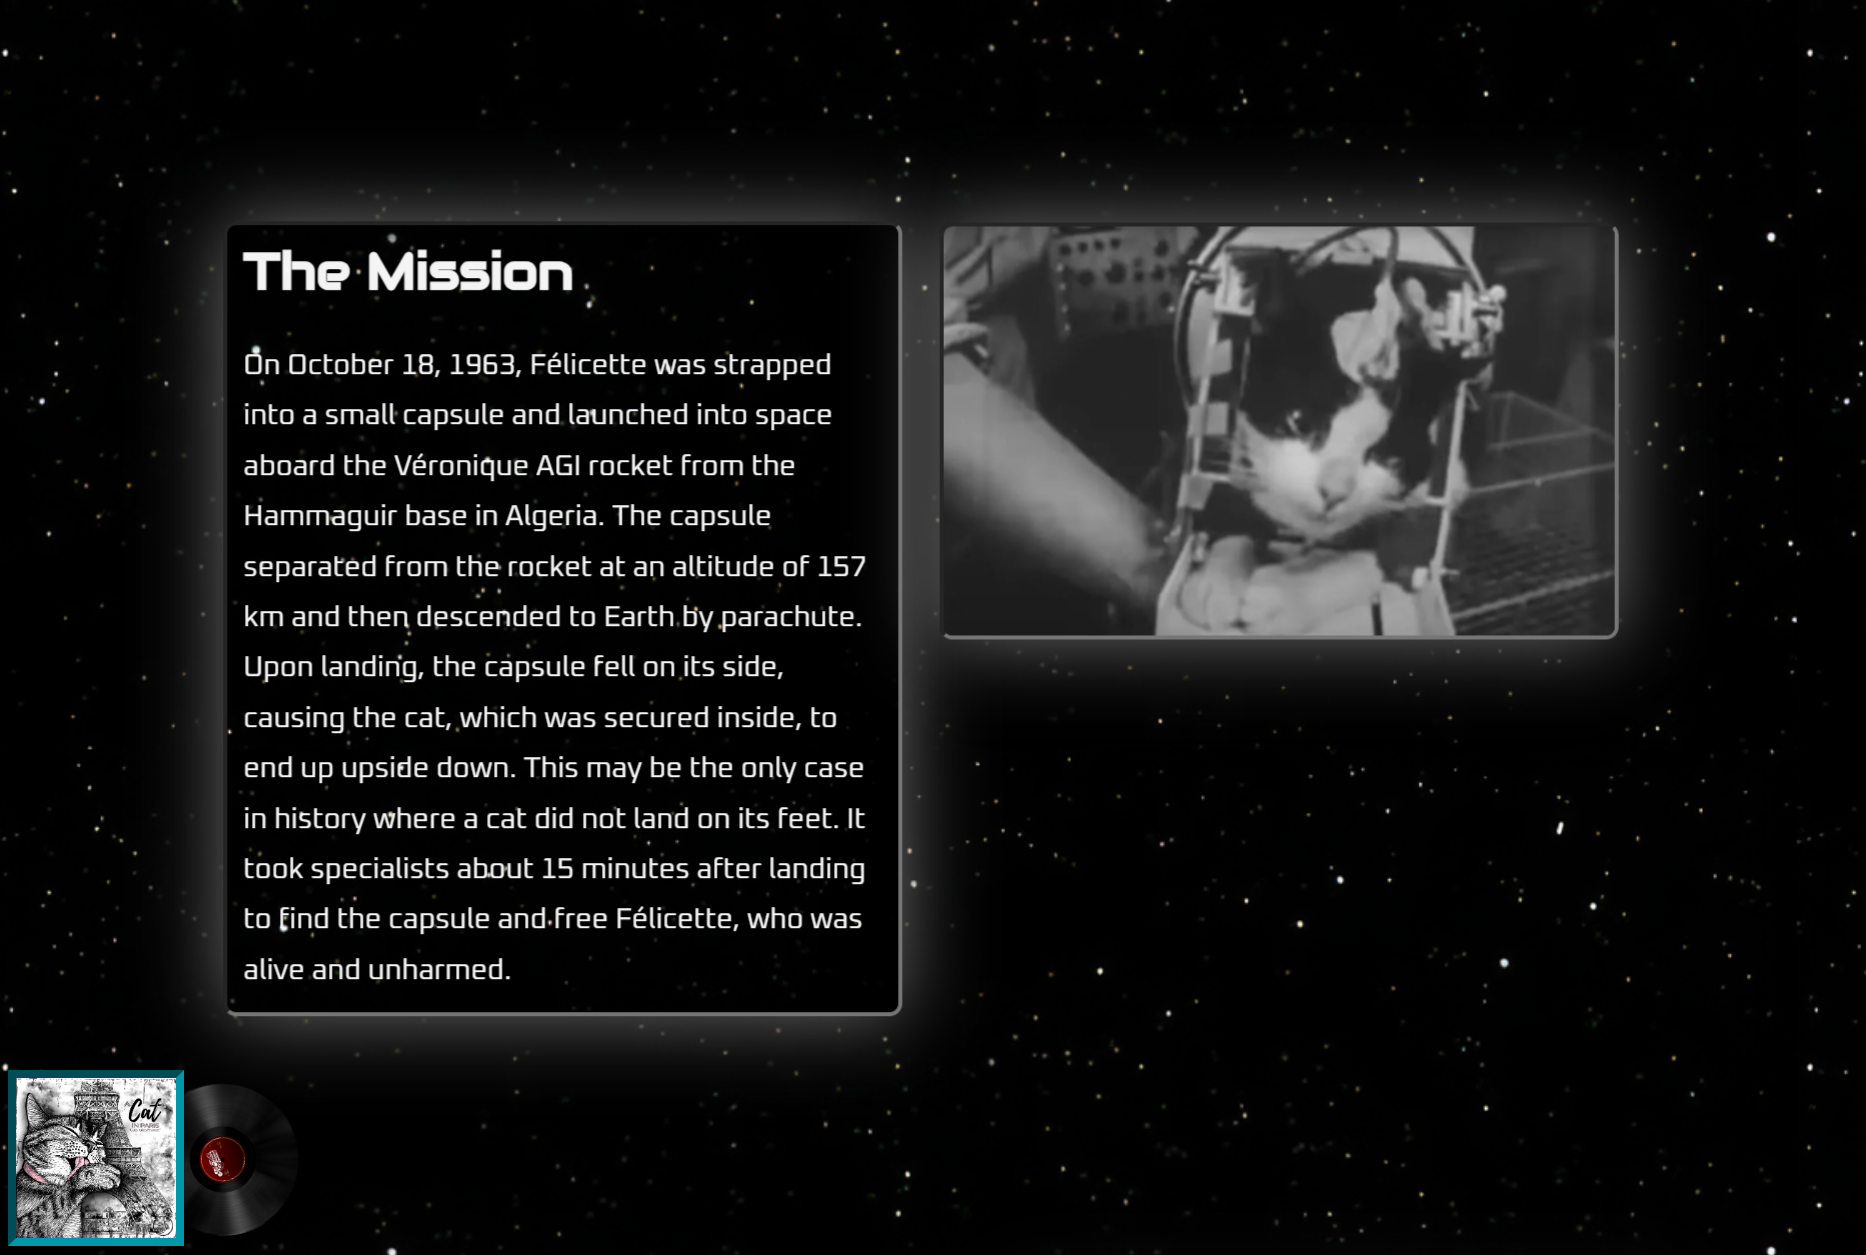 The Mission
On October 18, 1963, Félicette was strapped
into a small capsule and launched into space
aboard the Véronique AGI rocket from the
Hammaguir base in Algeria. The capsule
separated from the rocket at an altitude of 157
km and then descended to Earth by parachute.
Upon landing, the capsule fell on its side,
causing the cat, which was secured inside, to
end up upside down. This may be the only case
in history where a cat did not land on its feet. It
took specialists about 15 minutes after landing
to find the capsule and free Félicette, who was
alive and unharmed.
Cat
IN PARIS